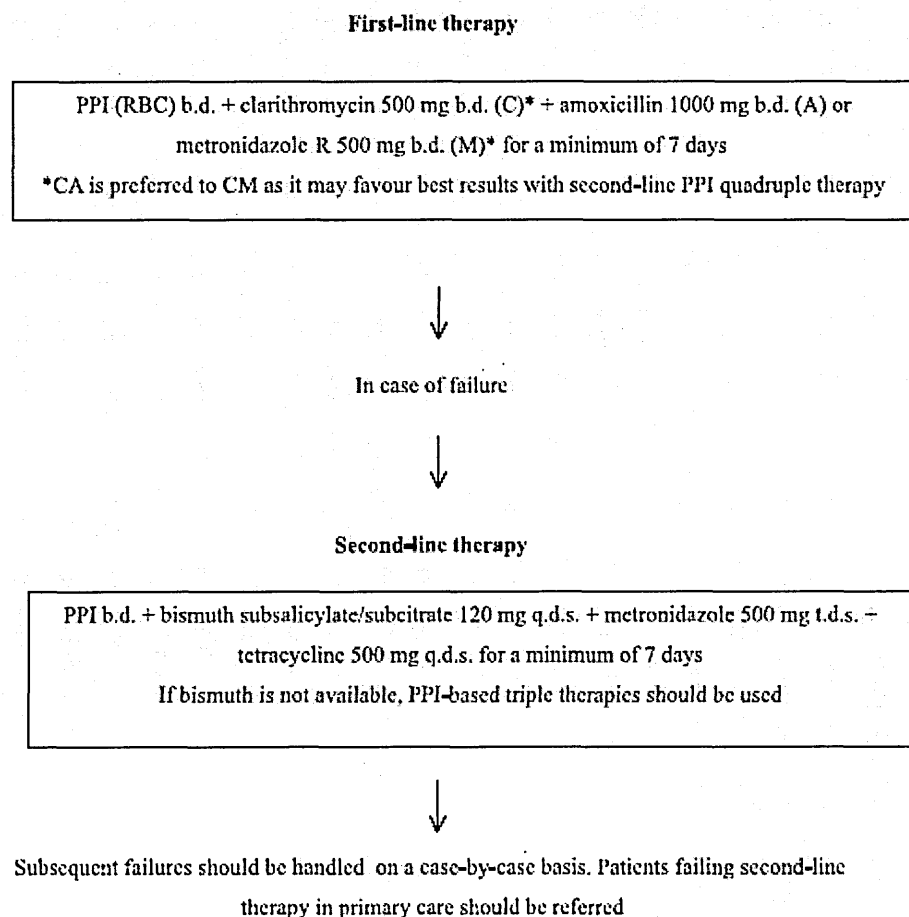 First-line therapy
PPI (RBC) b.d. + clarithromycin 500 mg b.d. (C)* + amoxicillin 1000 mg b.d. (A) or
metronidazole R 500 mg b.d. (M)* for a minimum of 7 days
*CA is preferred to CM as it may favour best results with second-line PPI quadruple therapy
In case of failure
Second-line therapy
PPI b.d. + bismuth subsalicylate/subcitrate 120 mg q.d.s. + metronidazole 500 mg t.d.s. +
tetracycline 500 mg q.d.s. for a minimum of 7 days
If bismuth is not available, PPI-based triple therapies should be used
Subsequent failures should be handled on a case-by-case basis. Patients failing second-line
therapy in primary care should be referred